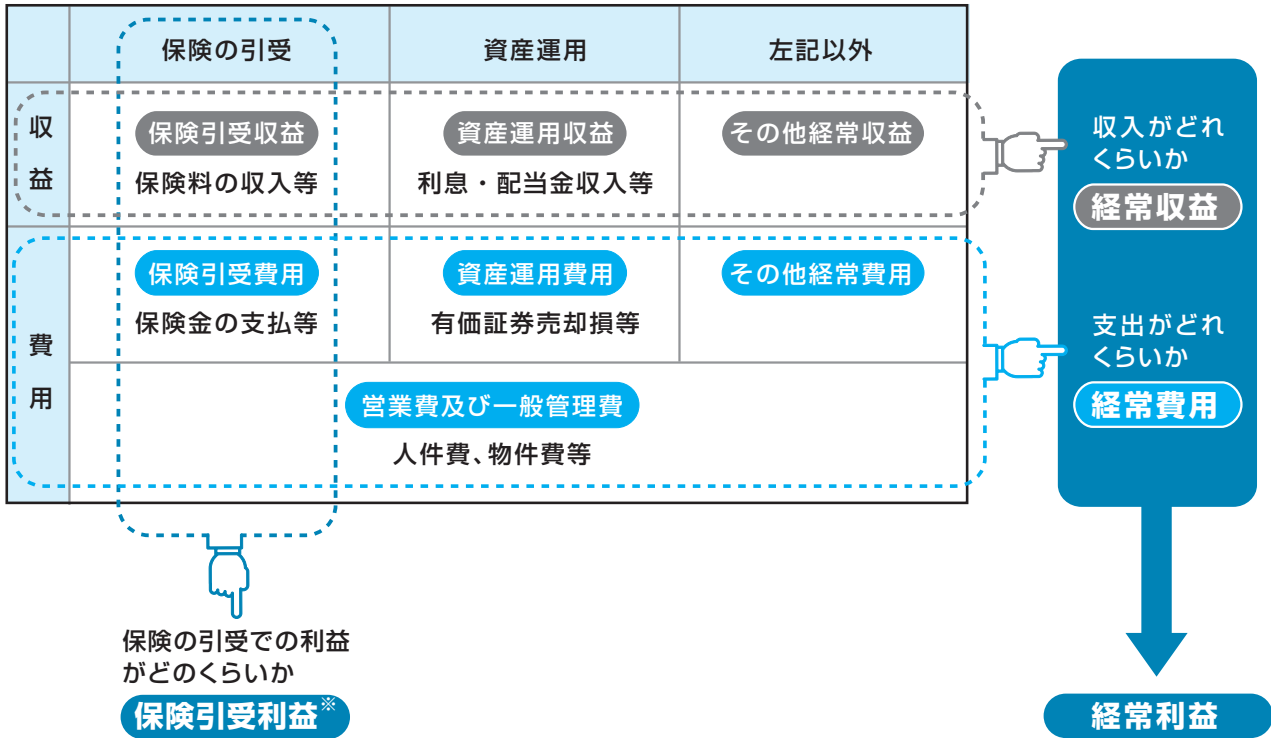 保険の引受
資産運用
左記以外
収益
保険引受収益
保険料の収入等
資産運用収益
利息・配当金収入等
その他経常収益
費用
保険引受費用
保険金の支払等
資産運用費用
有価証券売却損等
その他経常費用
営業費及び一般管理費
人件費、物件費等
収入がどれ
くらいか
経常収益
支出がどれ
くらいか
経常費用
保険の引受での利益
がどのくらいか
保険引受利益※
経常利益